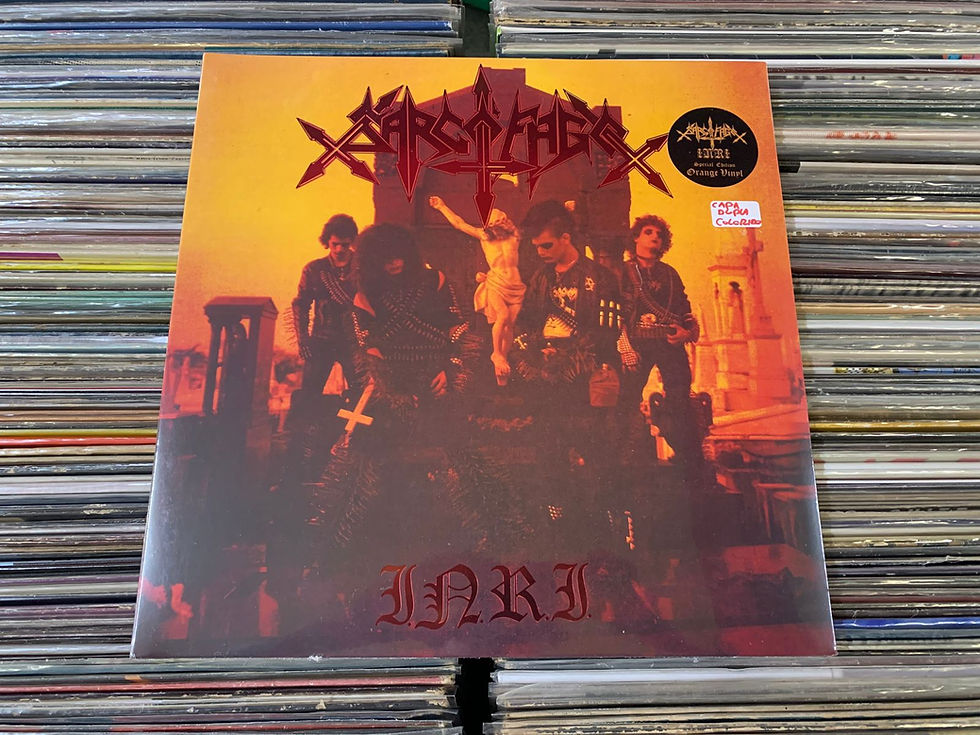 SARCÓFAGO
SARCÓFAGO
I.N.R.I
Special Edition
Orange Vinyl
CAPA
DUPLA
COLORIDO
I.N.R.I.